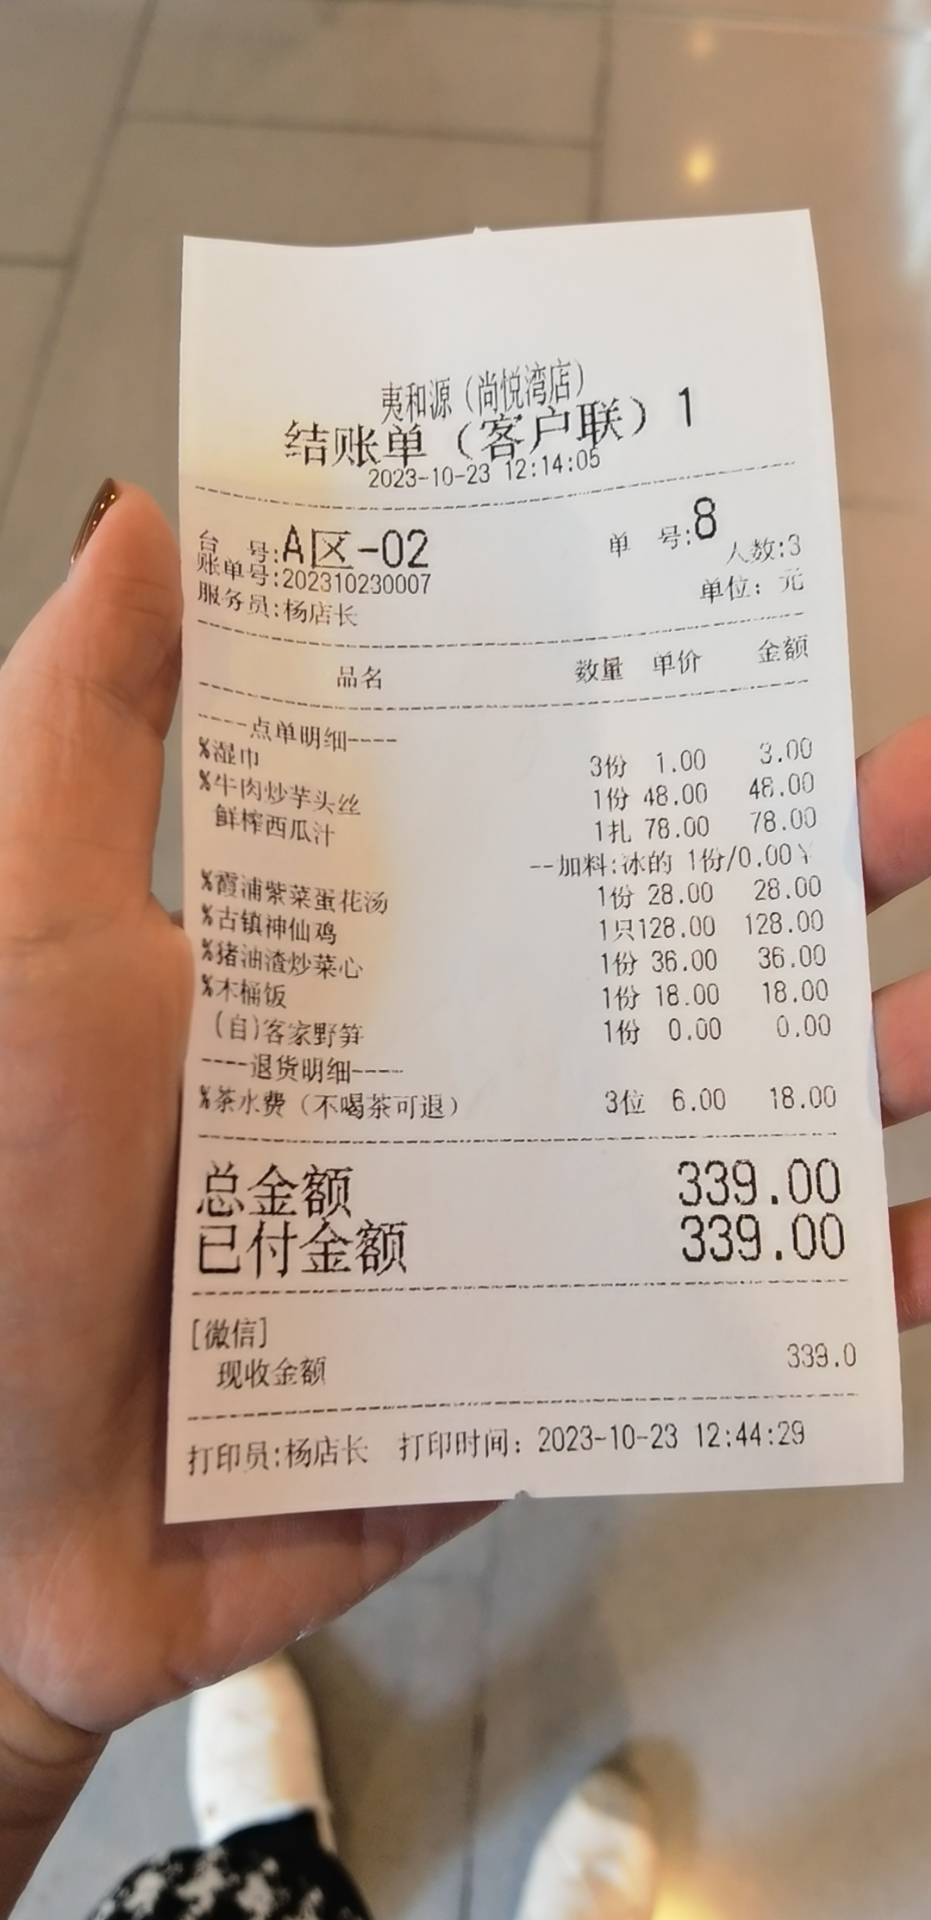 夷和源（尚悦湾店）
结账单（客户联）1
2023-10-23 12:14:05
台 号:A区-02 单 号:8
账单号:202310230007 人数:3
服务员:杨店长 单位: 元
品名 数量 单价 金额
----点单明细----
%湿巾 3份 1.00 3.00
%牛肉炒芋头丝 1份 48.00 48.00
鲜榨西瓜汁 1扎 78.00 78.00
--加料:冰的 1份/0.00¥
%霞浦紫菜蛋花汤 1份 28.00 28.00
%古镇神仙鸡 1只128.00 128.00
%猪油渣炒菜心 1份 36.00 36.00
%木桶饭 1份 18.00 18.00
(自)客家野笋 1份 0.00 0.00
----退货明细----
%茶水费（不喝茶可退） 3位 6.00 18.00
总金额 339.00
已付金额 339.00
[微信]
现收金额 339.0
打印员:杨店长 打印时间: 2023-10-23 12:44:29